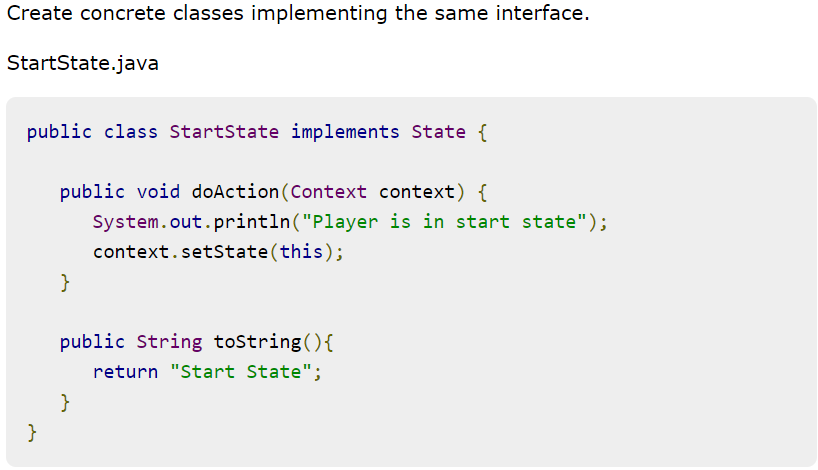 Create concrete classes implementing the same interface.
StartState.java
public class StartState implements State {
public void doAction(Context context) {
System.out.println("Player is in start state");
context.setState(this);
}
public String toString(){
return "Start State";
}
}